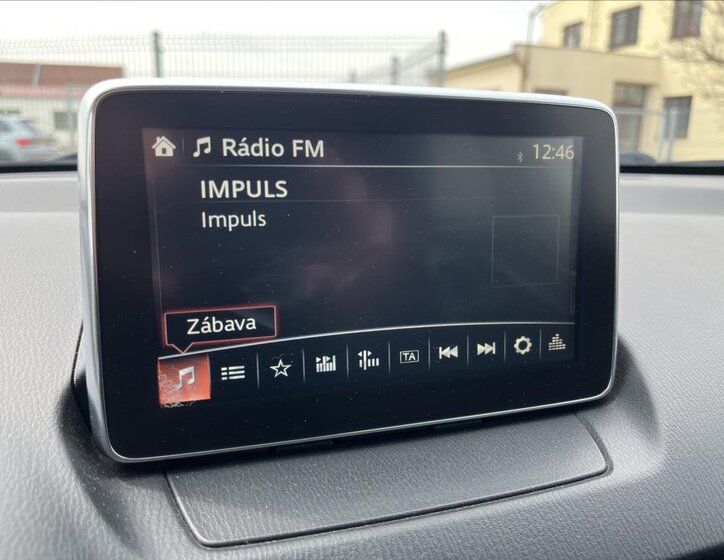 Rádio FM
12:46
IMPULS
Impuls
Zábava
TA